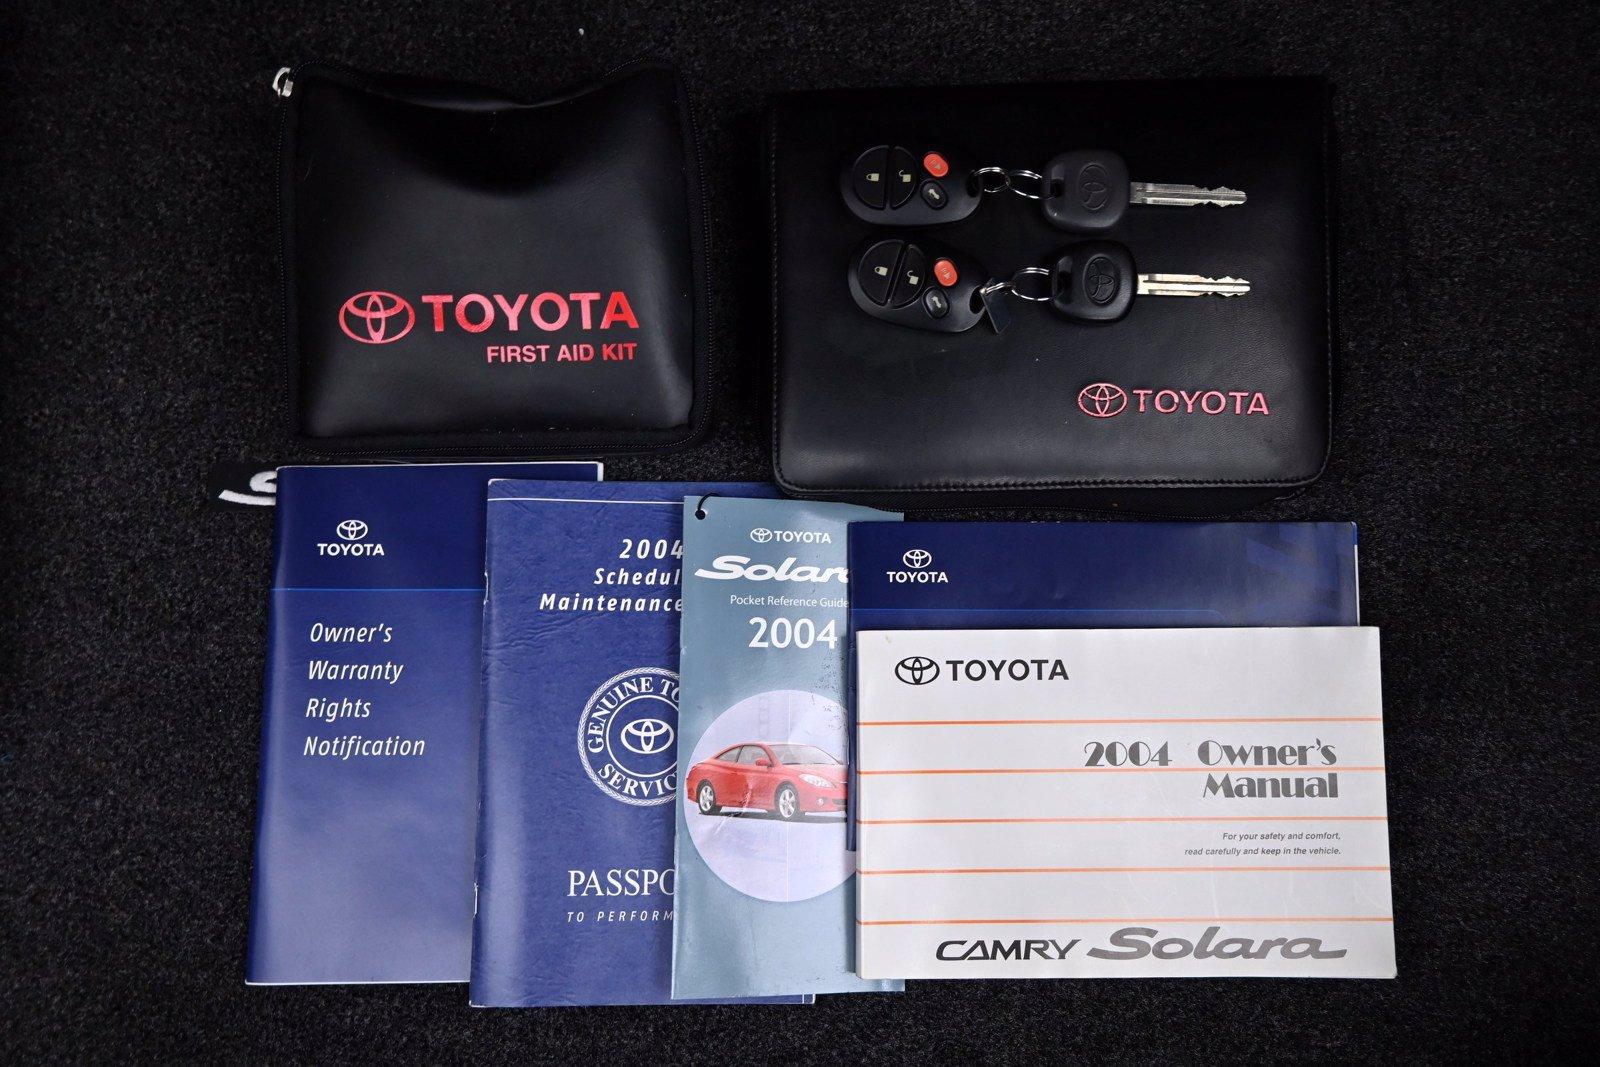 TOYOTA
FIRST AID KIT
TOYOTA
TOYOTA
Owner's
Warranty
Rights
Notification
2004
Maintenance
GENUINE
PASSPO
TO PERFORM
TOYOTA
Solara
Pocket Reference Guide
2004
TOYOTA
TOYOTA
2004 Owner's
Manual
For your safety and comfort,
read carefully and keep in the vehicle.
CAMRY Solara